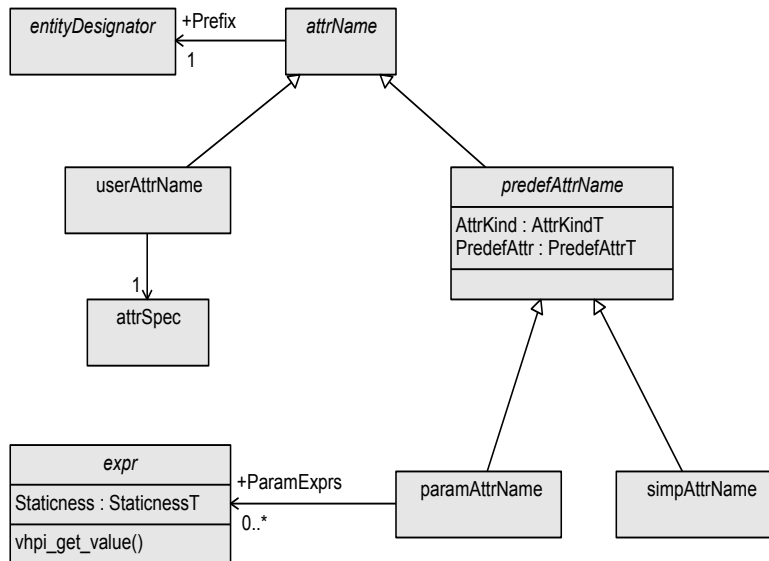 entityDesignator
+Prefix
1
attrName
userAttrName
predefAttrName
AttrKind : AttrKindT
PredefAttr : PredefAttrT
1
attrSpec
expr
Staticness : StaticnessT
vhpi_get_value()
+ParamExprs
0..*
paramAttrName
simpAttrName